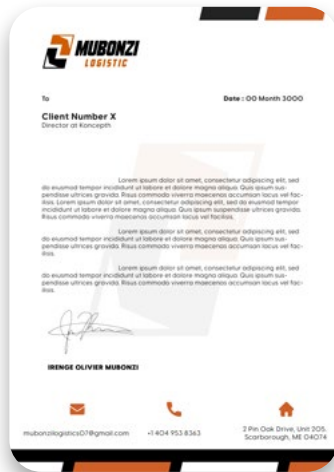 MUBONZI
LOGISTIC
To
Date : 00 Month 3000
Client Number X
Director at Koncepth
Lorem ipsum dolor sit amet, consectetur adipiscing elit, sed
do eiusmod tempor incididunt ut labore et dolore magna aliqua. Quis ipsum sus-
pendisse ultrices gravida. Risus commodo viverra maecenas accumsan lacus vel fac-
ilisis. Lorem ipsum dolor sit amet, consectetur adipiscing elit, sed do eiusmod tempor
incididunt ut labore et dolore magna aliqua. Quis ipsum suspendisse ultrices gravida.
Risus commodo viverra maecenas accumsan lacus vel facilisis.
Lorem ipsum dolor sit amet, consectetur adipiscing elit, sed
do eiusmod tempor incididunt ut labore et dolore magna aliqua. Quis ipsum sus-
pendisse ultrices gravida. Risus commodo viverra maecenas accumsan lacus vel fac-
ilisis.
Lorem ipsum dolor sit amet, consectetur adipiscing elit, sed
do eiusmod tempor incididunt ut labore et dolore magna aliqua. Quis ipsum sus-
pendisse ultrices gravida. Risus commodo viverra maecenas accumsan lacus vel fac-
ilisis.
IRENGE OLIVIER MUBONZI
mubonzilogistics07@gmail.com
+1 404 953 8363
2 Pin Oak Drive, Unit 205.
Scarborough, ME 04074